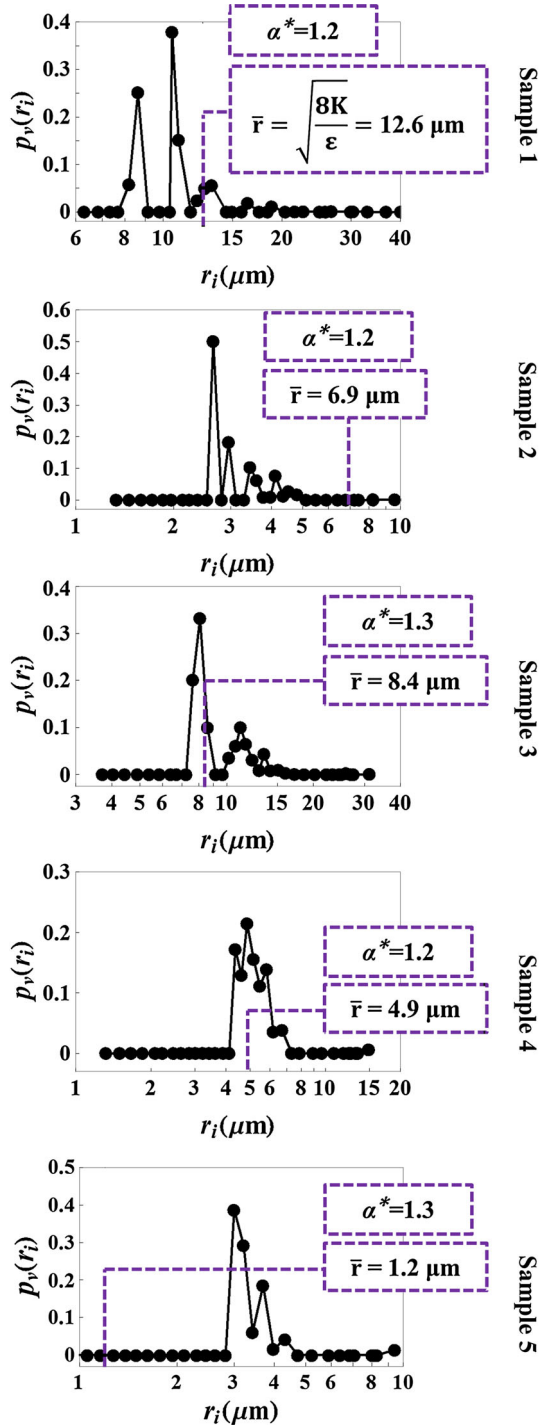 0.4
0.3
0.2
0.1
0
p_v(r_i)
α*=1.2
r̄ = √(8K/ε) = 12.6 μm
6 8 10 15 20 30 40
r_i(μm)
Sample 1
0.6
0.5
0.4
0.3
0.2
0.1
0
p_v(r_i)
α*=1.2
r̄ = 6.9 μm
1 2 3 4 5 6 8 10
r_i(μm)
Sample 2
0.4
0.3
0.2
0.1
0
p_v(r_i)
α*=1.3
r̄ = 8.4 μm
3 4 5 6 8 10 15 20 30 40
r_i(μm)
Sample 3
0.3
0.2
0.1
0
p_v(r_i)
α*=1.2
r̄ = 4.9 μm
1 2 3 4 5 6 8 10 15 20
r_i(μm)
Sample 4
0.5
0.4
0.3
0.2
0.1
0
p_v(r_i)
α*=1.3
r̄ = 1.2 μm
1 2 3 4 5 6 8 10
r_i(μm)
Sample 5